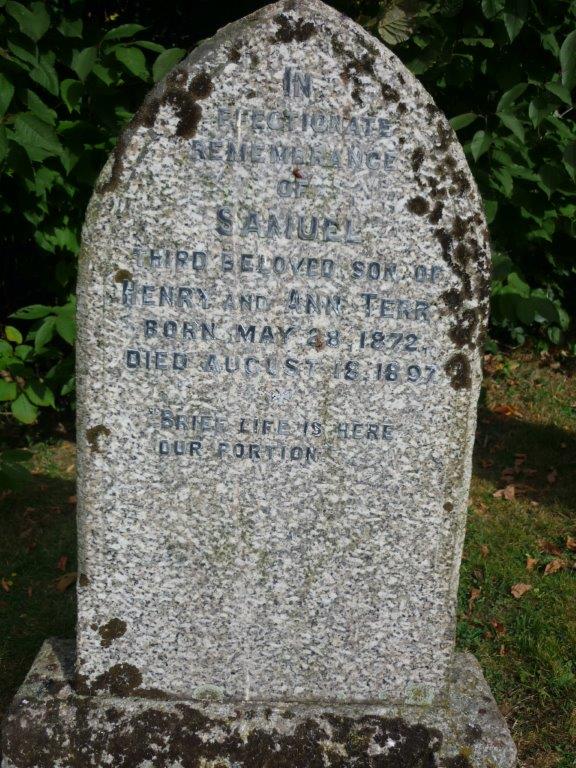 IN
AFFECTIONATE
REMEMBRANCE
OF
SAMUEL
THIRD BELOVED SON OF
HENRY AND ANN TERR
BORN MAY 28 1872,
DIED AUGUST 18, 1897
"BRIEF LIFE IS HERE
OUR PORTION"